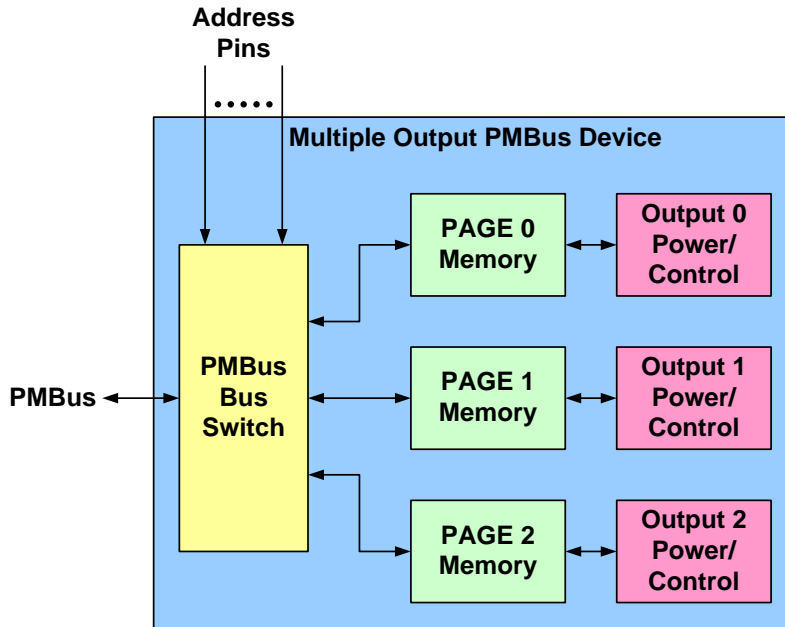 Address
Pins
Multiple Output PMBus Device
PAGE 0
Memory
Output 0
Power/
Control
PMBus
PMBus
Bus
Switch
PAGE 1
Memory
Output 1
Power/
Control
PAGE 2
Memory
Output 2
Power/
Control